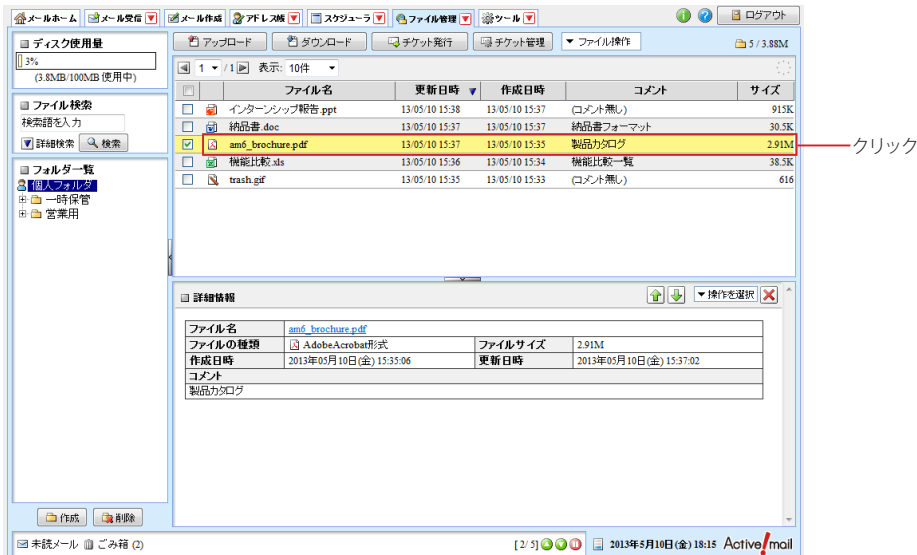 メールホーム メール受信 メール作成 アドレス帳 スケジューラ ファイル管理 ツール ログアウト
ディスク使用量
3%
(3.8MB/100MB 使用中)
ファイル検索
検索語を入力
詳細検索 検索
フォルダ一覧
個人フォルダ
一時保管
営業用
作成 削除
アップロード ダウンロード チケット発行 チケット管理 ファイル操作 5 / 3.88M
1 / 1 表示: 10件
ファイル名 更新日時 作成日時 コメント サイズ
インターンシップ報告.ppt 13/05/10 15:38 13/05/10 15:37 (コメント無し) 915K
納品書.doc 13/05/10 15:37 13/05/10 15:37 納品書フォーマット 30.5K
am6_brochure.pdf 13/05/10 15:37 13/05/10 15:35 製品カタログ 2.91M
クリック
機能比較.xls 13/05/10 15:36 13/05/10 15:34 機能比較一覧 38.5K
trash.gif 13/05/10 15:35 13/05/10 15:33 (コメント無し) 616
詳細情報 操作を選択
ファイル名 am6_brochure.pdf
ファイルの種類 AdobeAcrobat形式 ファイルサイズ 2.91M
作成日時 2013年05月10日(金) 15:35:06 更新日時 2013年05月10日(金) 15:37:02
コメント
製品カタログ
未読メール ごみ箱 (2) [2/ 5] 2013年5月10日(金) 18:15 Active!mail